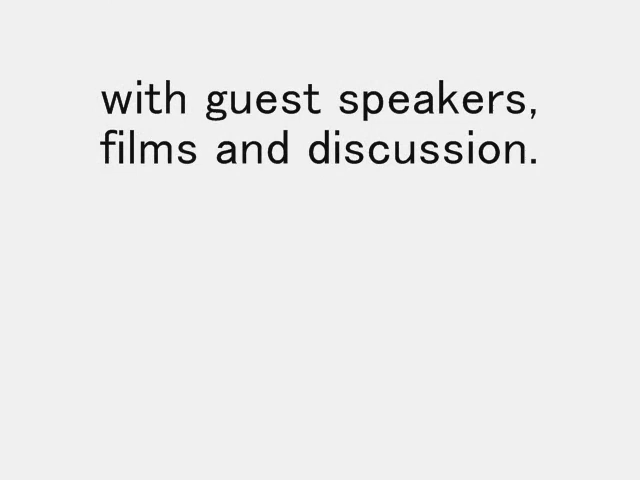 with guest speakers,
films and discussion.